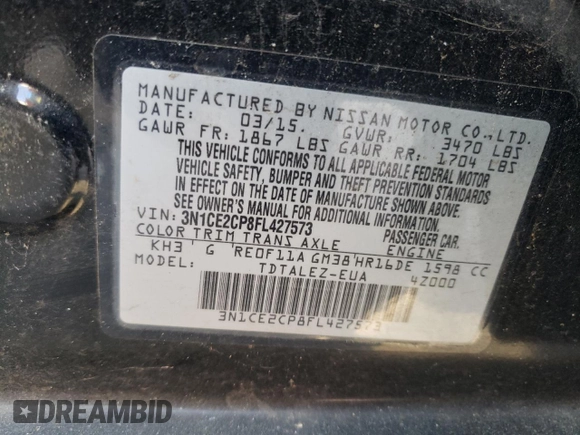 MANUFACTURED BY NISSAN MOTOR CO.,LTD.
DATE: 03/15. GVWR: 3470 LBS
GAWR FR: 1867 LBS GAWR RR: 1704 LBS
THIS VEHICLE CONFORMS TO ALL APPLICABLE FEDERAL MOTOR
VEHICLE SAFETY, BUMPER AND THEFT PREVENTION STANDARDS
IN EFFECT ON THE DATE OF MANUFACTURE SHOWN ABOVE.
SEE OWNER'S MANUAL FOR ADDITIONAL INFORMATION.
VIN: 3N1CE2CP8FL427573 PASSENGER CAR.
COLOR TRIM TRANS AXLE ENGINE
KH3 G RE0F11A GM38 HR16DE 1598 CC
MODEL: TDTALEZ-EUA 4Z000
3N1CE2CP8FL427573
DREAMBID